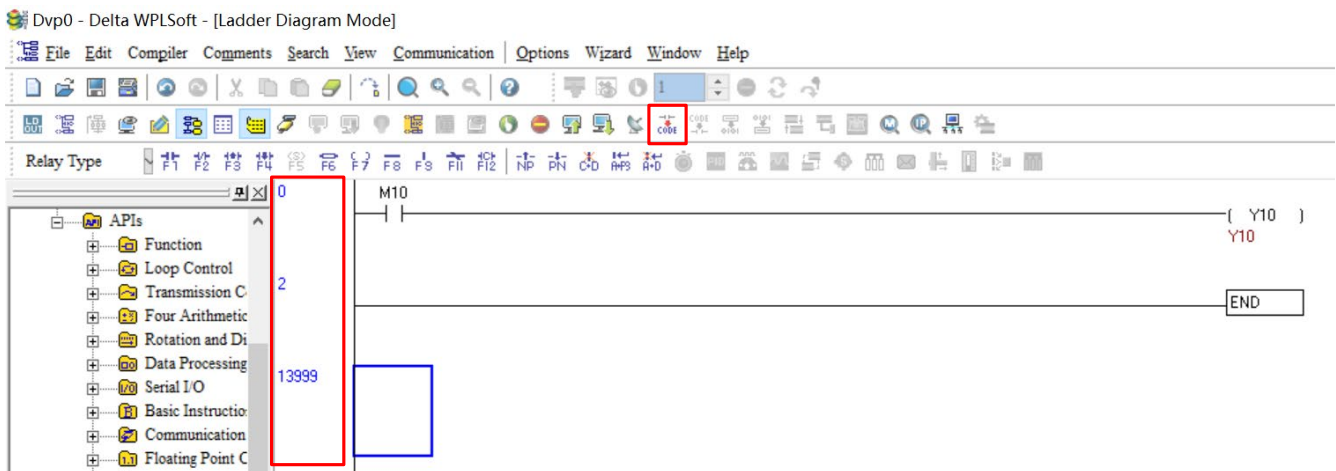 Dvp0 - Delta WPLSoft - [Ladder Diagram Mode]
File Edit Compiler Comments Search View Communication Options Wizard Window Help
1
CODE CODE
Relay Type F1 F2 F3 F4 F5 F6 F7 F8 F9 F11 F12 NP PN C+D A+PS A+D
0 M10
APIs ( Y10 )
Function Y10
Loop Control
Transmission C
2
Four Arithmetic END
Rotation and Di
Data Processing
13999
Serial I/O
Basic Instructio
Communication
Floating Point C